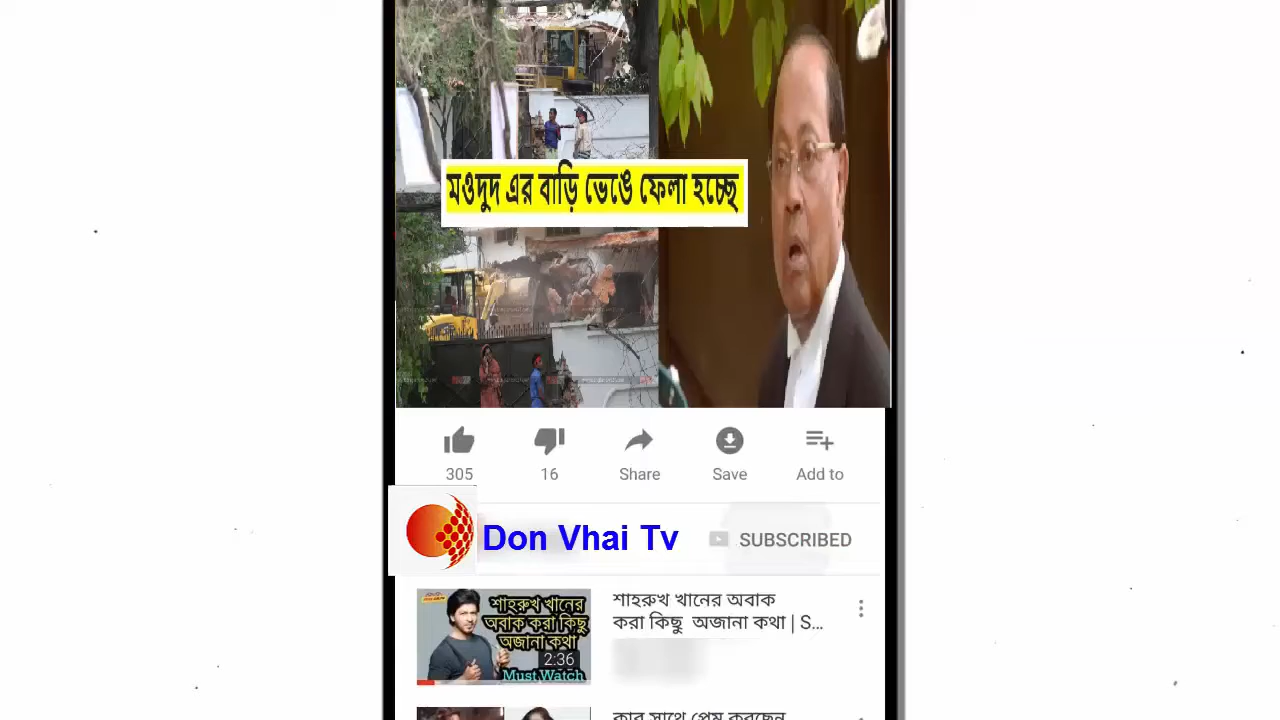 মওদুদ এর বাড়ি ভেঙে ফেলা হচ্ছে
305
16
Share
Save
Add to
Don Vhai Tv
SUBSCRIBED
শাহরুখ খানের
অবাক করা কিছু
অজানা কথা
2:36
Must Watch
শাহরুখ খানের অবাক
করা কিছু অজানা কথা | S...
কার সাথে প্রেম করছেন